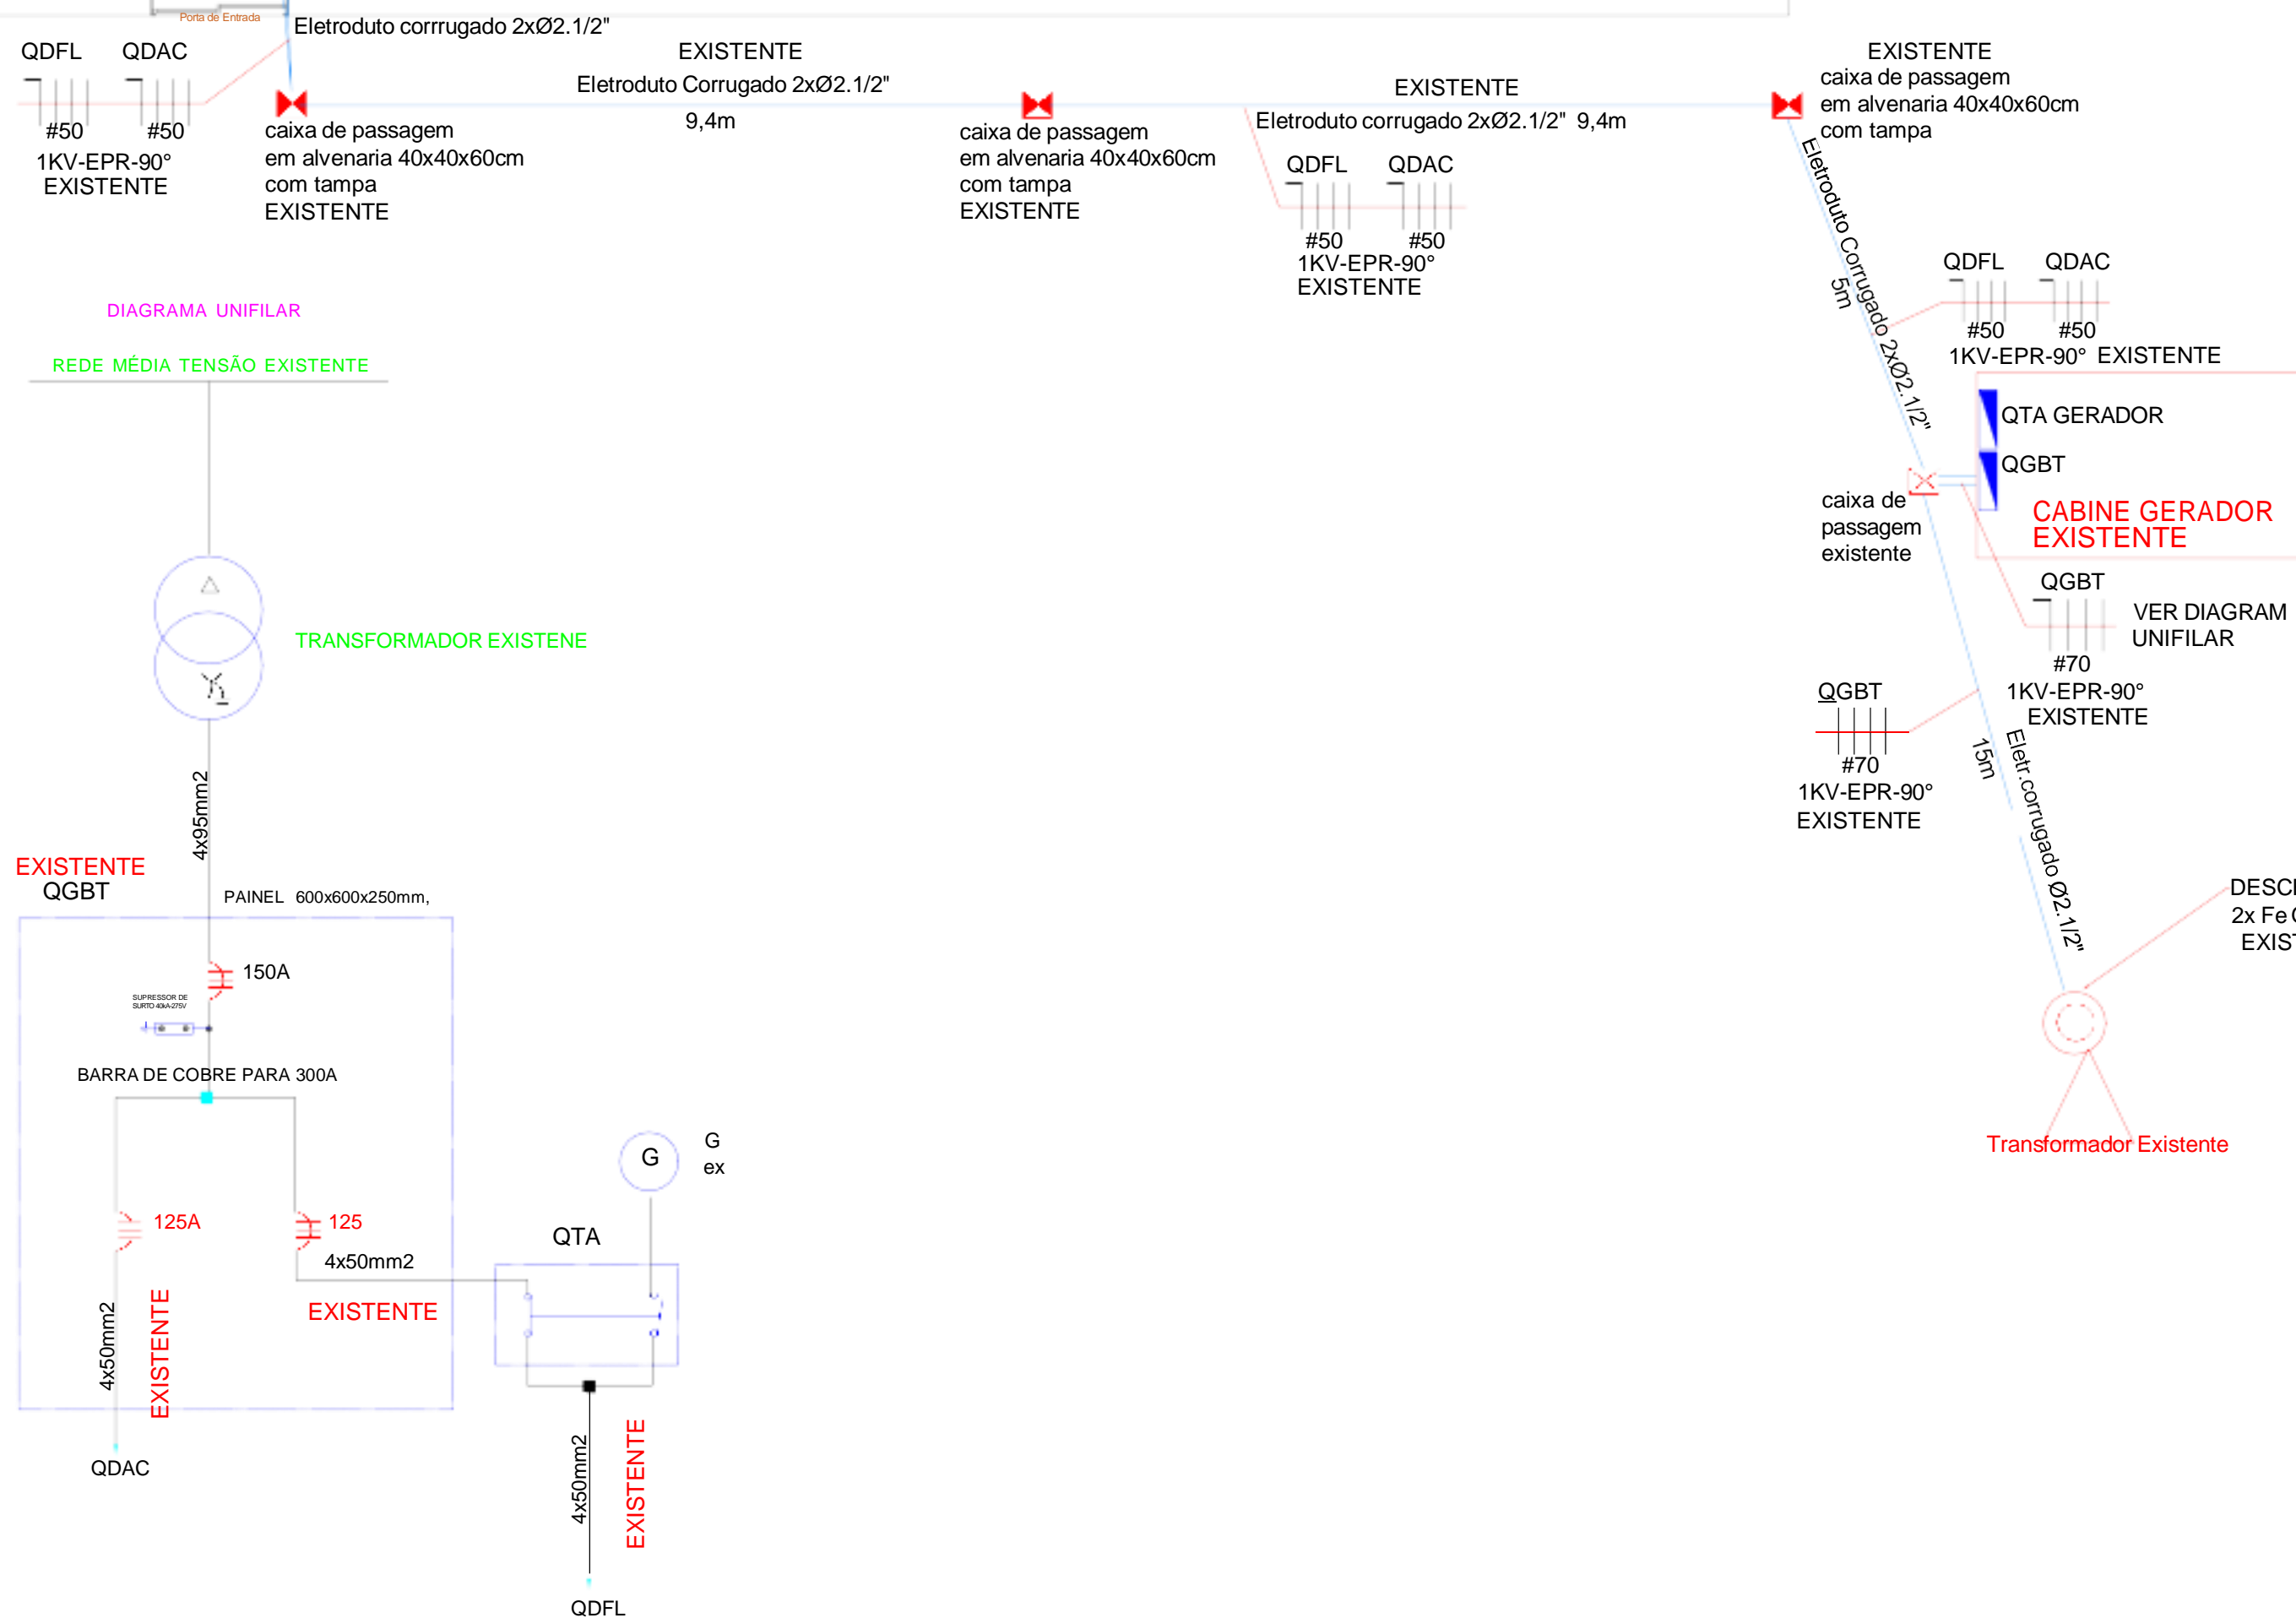 Porta de Entrada
Eletroduto corrrugado 2xØ2.1/2"
QDFL QDAC
#50 #50
1KV-EPR-90°
EXISTENTE
caixa de passagem
em alvenaria 40x40x60cm
com tampa
EXISTENTE
EXISTENTE
Eletroduto Corrugado 2xØ2.1/2"
9,4m
caixa de passagem
em alvenaria 40x40x60cm
com tampa
EXISTENTE
EXISTENTE
Eletroduto corrugado 2xØ2.1/2" 9,4m
QDFL QDAC
#50 #50
1KV-EPR-90°
EXISTENTE
EXISTENTE
caixa de passagem
em alvenaria 40x40x60cm
com tampa
Eletroduto Corrugado 2xØ2.1/2"
5m
QDFL QDAC
#50 #50
1KV-EPR-90° EXISTENTE
QTA GERADOR
QGBT
CABINE GERADOR
EXISTENTE
caixa de
passagem
existente
QGBT
VER DIAGRAM
UNIFILAR
#70
1KV-EPR-90°
EXISTENTE
QGBT
#70
1KV-EPR-90°
EXISTENTE
15m
Eletr.corrugado Ø2.1/2"
2x Fe
Transformador Existente
DIAGRAMA UNIFILAR
REDE MÉDIA TENSÃO EXISTENTE
TRANSFORMADOR EXISTENE
4x95mm2
EXISTENTE
QGBT
PAINEL 600x600x250mm,
150A
SUPRESSOR DE
SURTO 40kA-275V
BARRA DE COBRE PARA 300A
125A
125
4x50mm2
EXISTENTE
4x50mm2
EXISTENTE
QDAC
G
G
ex
QTA
4x50mm2
EXISTENTE
QDFL